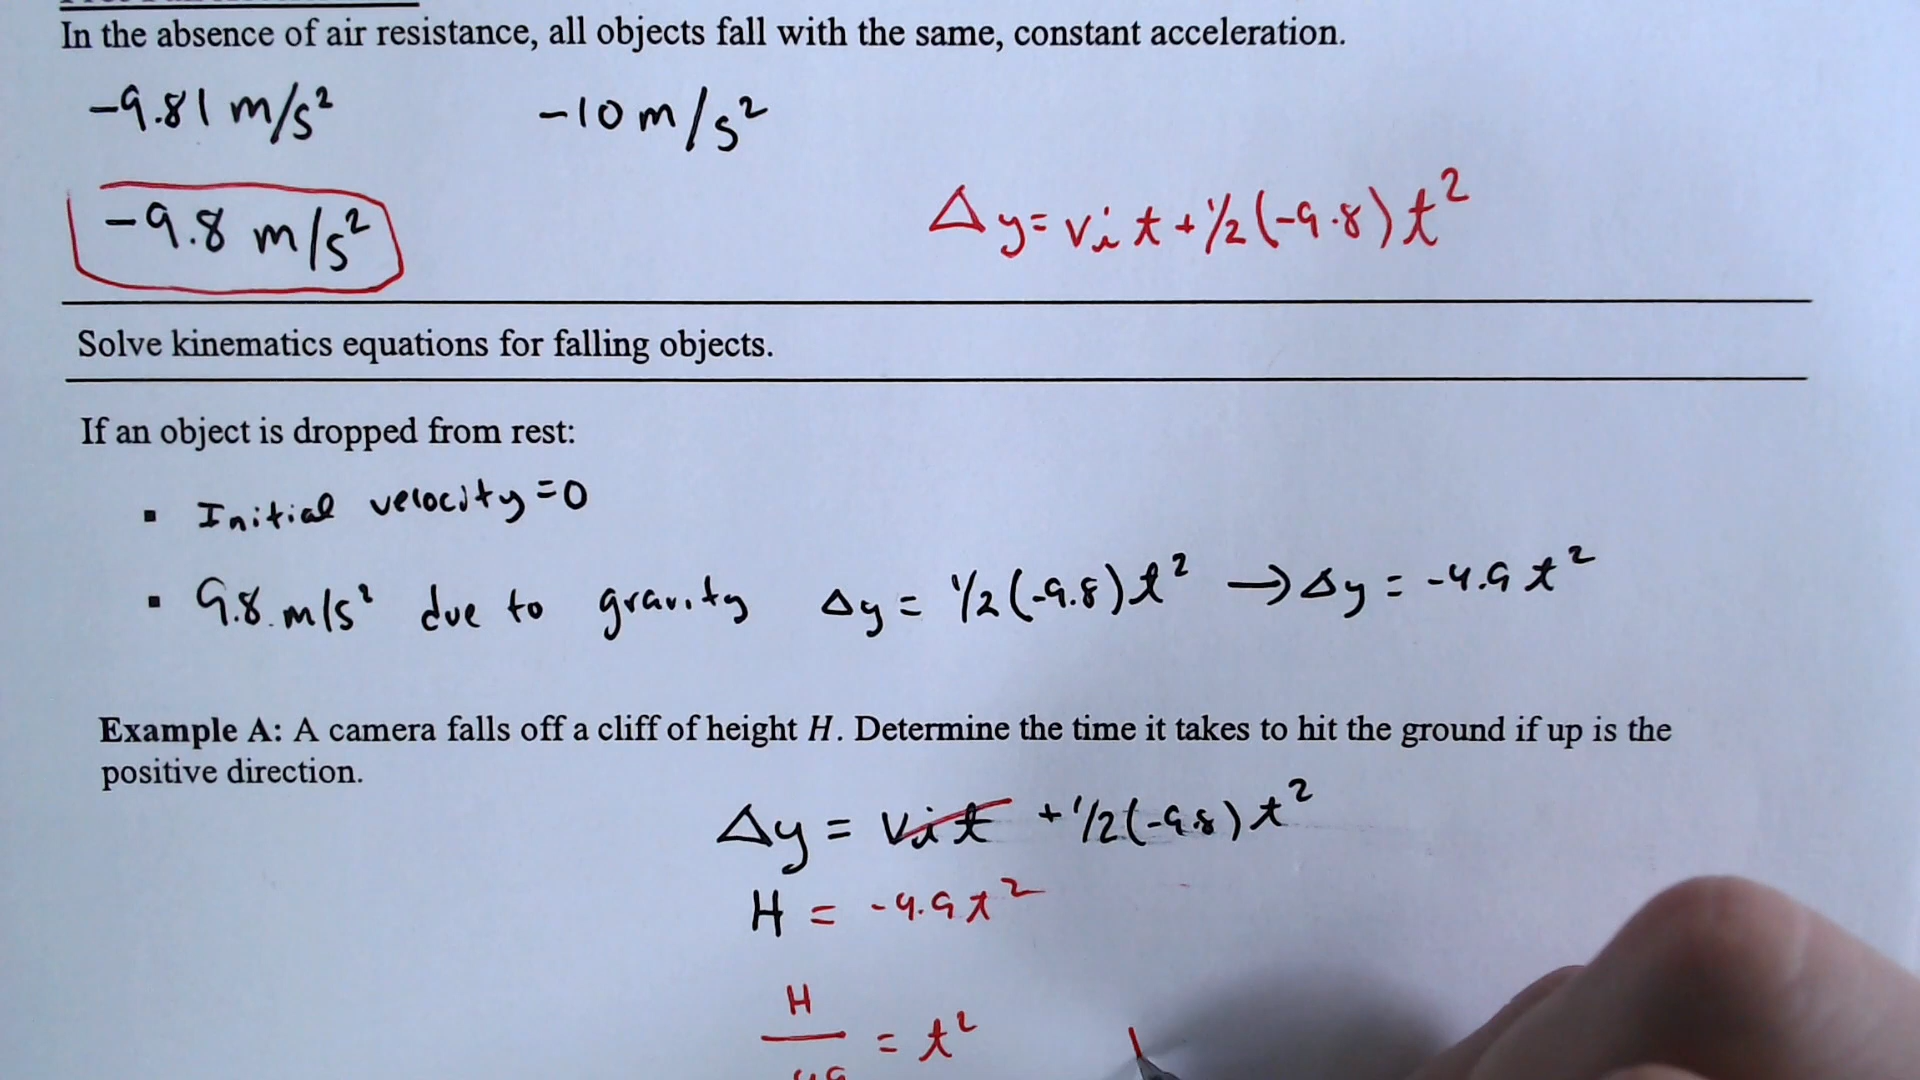 In the absence of air resistance, all objects fall with the same, constant acceleration.
-9.81 m/s² -10 m/s²
-9.8 m/s² Δy= vit + ½(-9.8)t²
Solve kinematics equations for falling objects.
If an object is dropped from rest:
▪ Initial velocity=0
▪ 9.8 m/s² due to gravity Δy = ½(-9.8)t² → Δy = -4.9t²
Example A: A camera falls off a cliff of height H. Determine the time it takes to hit the ground if up is the
positive direction.
Δy = vit + ½(-9.8)t²
H = -4.9t²
H
= t²